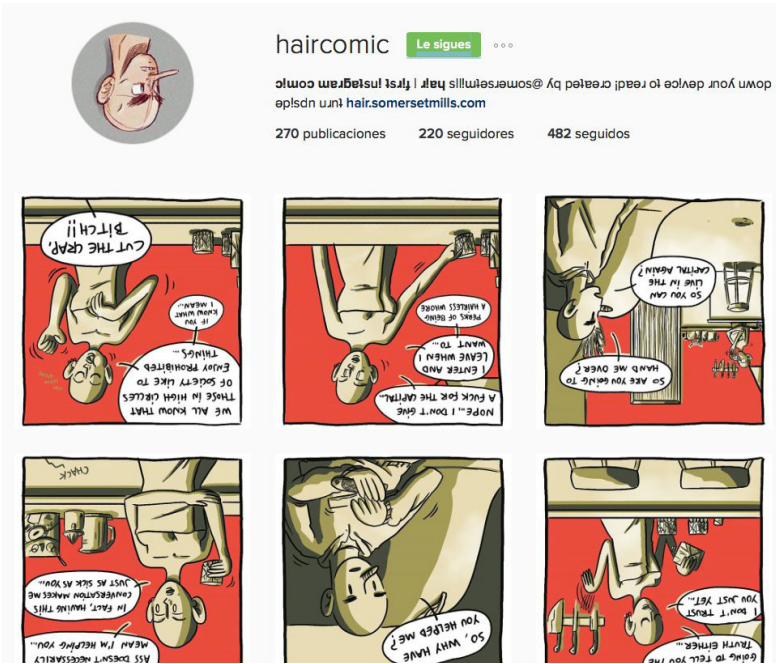 haircomic Le sigues
down your device to read! created by @somersetmills hair | first instagram comic
turn upside hair.somersetmills.com
270 publicaciones 220 seguidores 482 seguidos
WE ALL KNOW THAT
THOSE IN HIGH CIRCLES
OF SOCIETY LIKE TO
ENJOY PROHIBITED
THINGS...
IF YOU
KNOW WHAT
I MEAN...
CUT THE CRAP,
BITCH!!
NOPE... I DON'T GIVE
A FUCK FOR THE CAPITAL...
I ENTER AND
LEAVE WHEN I
WANT TO...
PERKS OF BEING
A HAIRLESS WHORE
SO ARE YOU GOING TO
HAND ME OVER?
SO YOU CAN
LIVE IN THE
CAPITAL AGAIN?
ASS DOESN'T NECESSARILY
MEAN I'M HELPING YOU...
IN FACT, HAVING THIS
CONVERSATION MAKES ME
JUST AS SICK AS YOU...
CHACK
SO, WHY HAVE
YOU HELPED ME?
GOING TO TELL YOU THE
TRUTH EITHER...
I DON'T TRUST
YOU JUST YET...